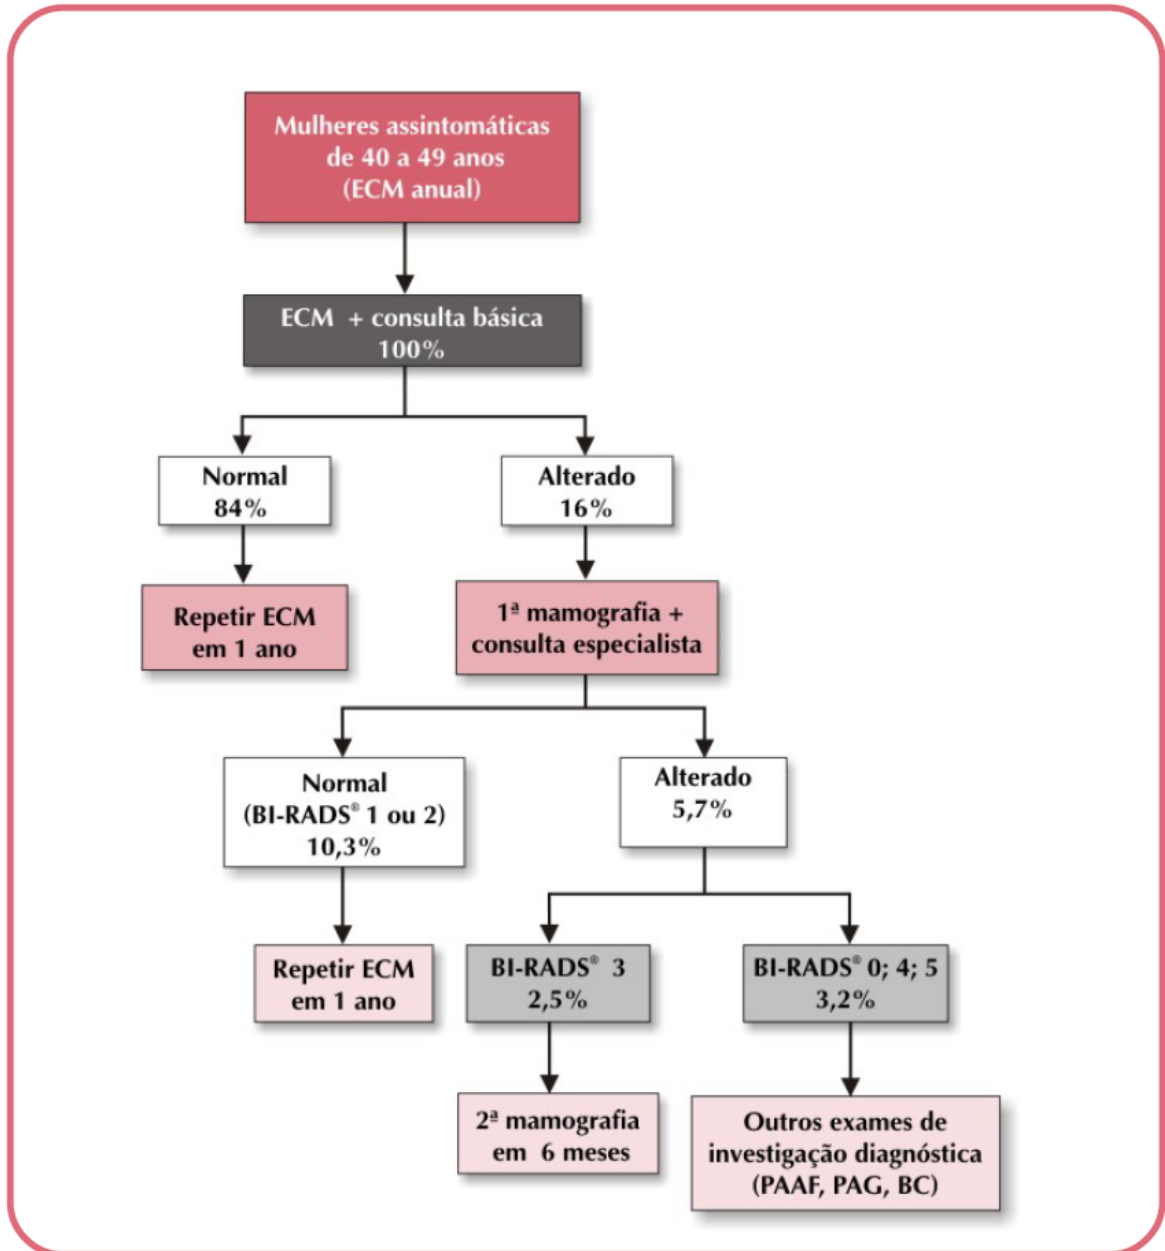 Mulheres assintomáticas
de 40 a 49 anos
(ECM anual)
ECM + consulta básica
100%
Normal
84%
Alterado
16%
Repetir ECM
em 1 ano
1ª mamografia +
consulta especialista
Normal
(BI-RADS® 1 ou 2)
10,3%
Alterado
5,7%
Repetir ECM
em 1 ano
BI-RADS® 3
2,5%
BI-RADS® 0; 4; 5
3,2%
2ª mamografia
em 6 meses
Outros exames de
investigação diagnóstica
(PAAF, PAG, BC)